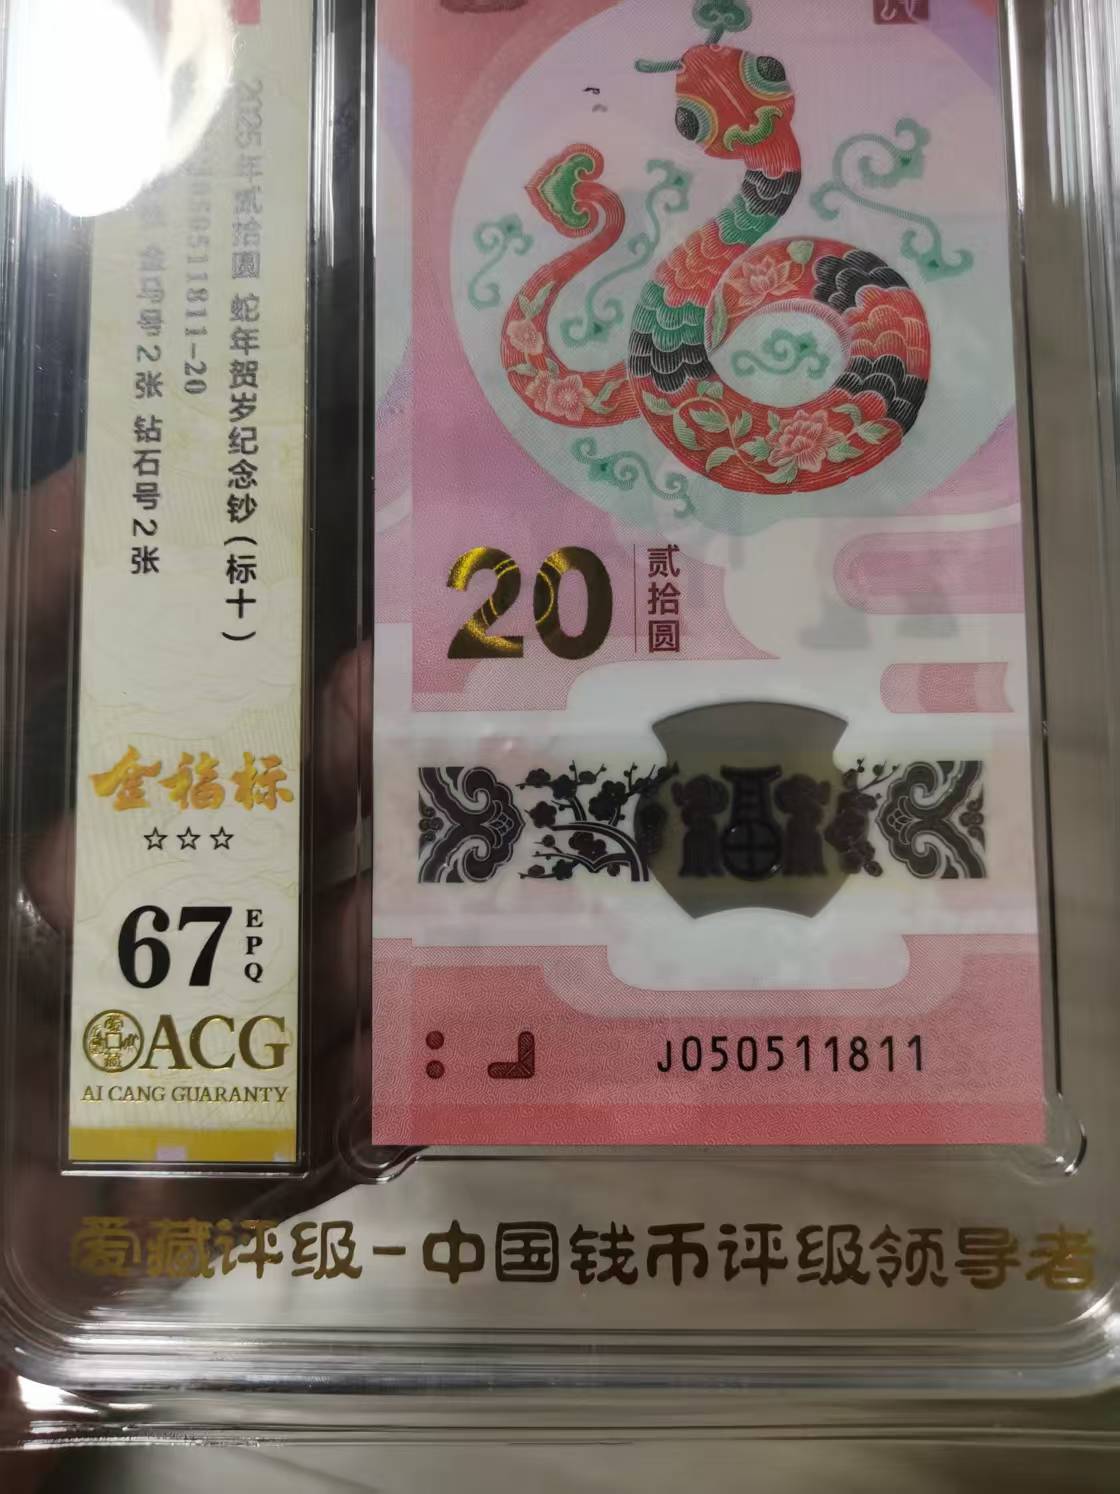 2025年贰拾圆 蛇年贺岁纪念钞(标十)
J050511811-20
金印号2张 钻石号2张
金福标
☆☆☆
67
EPQ
ACG
AI CANG GUARANTY
20
贰拾圆
J050511811
爱藏评级-中国钱币评级领导者